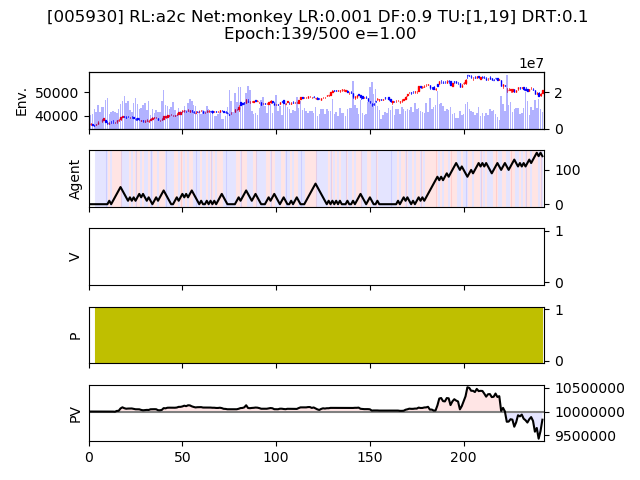 [005930] RL:a2c Net:monkey LR:0.001 DF:0.9 TU:[1,19] DRT:0.1
Epoch:139/500 e=1.00
1e7
Env.
50000
40000
2
0
Agent
100
0
V
1
0
P
1
0
PV
10500000
10000000
9500000
0 50 100 150 200